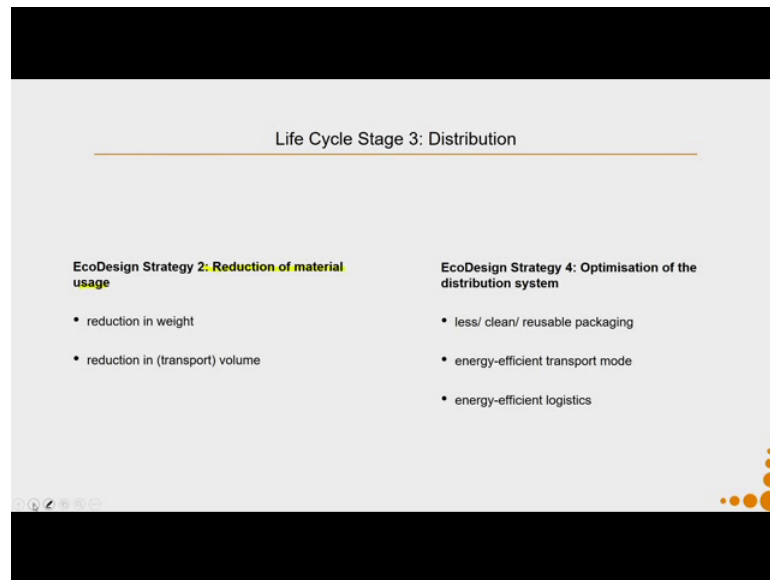 Life Cycle Stage 3: Distribution
EcoDesign Strategy 2: Reduction of material
usage
• reduction in weight
• reduction in (transport) volume
EcoDesign Strategy 4: Optimisation of the
distribution system
• less/ clean/ reusable packaging
• energy-efficient transport mode
• energy-efficient logistics